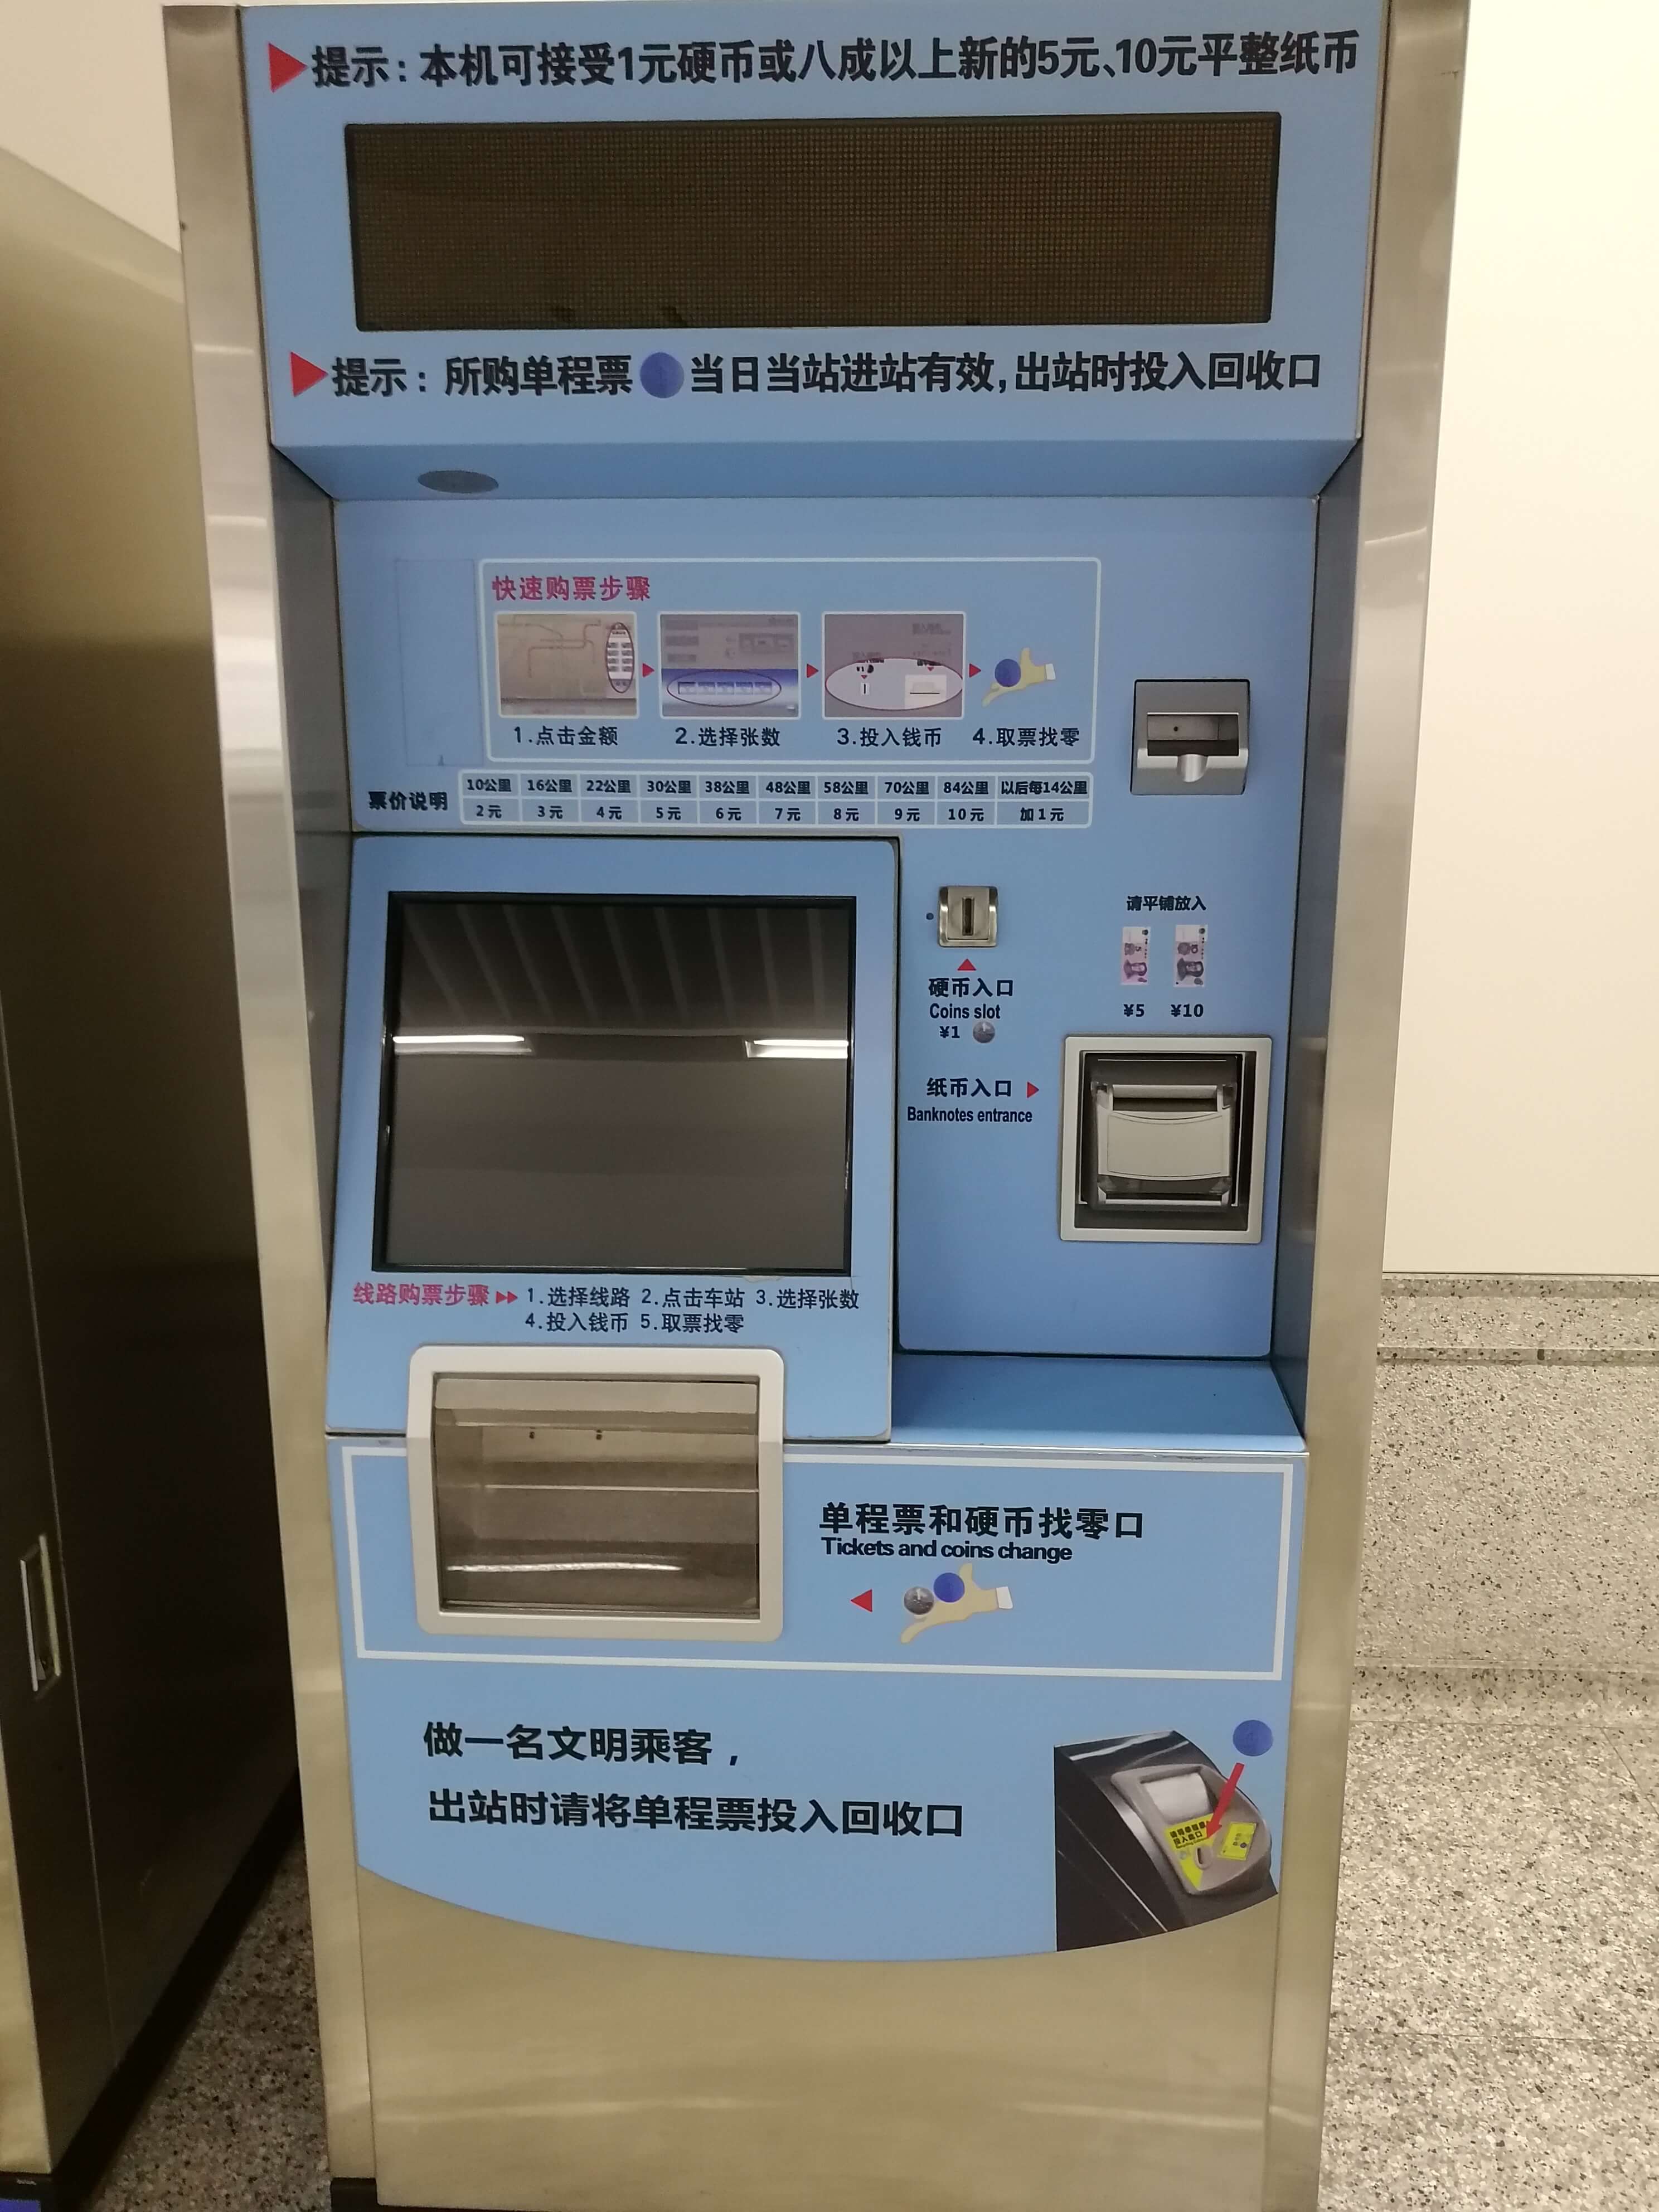 提示：本机可接受1元硬币或八成以上新的5元、10元平整纸币
提示：所购单程票 当日当站进站有效，出站时投入回收口
快速购票步骤
1.点击金额 2.选择张数 3.投入钱币 4.取票找零
票价说明
10公里 16公里 22公里 30公里 38公里 48公里 58公里 70公里 84公里 以后每14公里
2元 3元 4元 5元 6元 7元 8元 9元 10元 加1元
请平铺放入
¥5 ¥10
硬币入口
Coins slot
¥1
纸币入口
Banknotes entrance
线路购票步骤 1.选择线路 2.点击车站 3.选择张数
4.投入钱币 5.取票找零
单程票和硬币找零口
Tickets and coins change
做一名文明乘客，
出站时请将单程票投入回收口